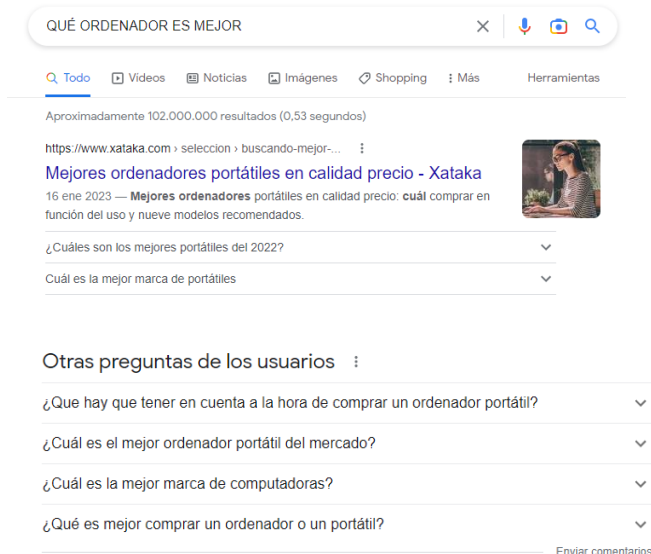 QUÉ ORDENADOR ES MEJOR
Todo Vídeos Noticias Imágenes Shopping Más Herramientas
Aproximadamente 102.000.000 resultados (0,53 segundos)
https://www.xataka.com › seleccion › buscando-mejor-...
Mejores ordenadores portátiles en calidad precio - Xataka
16 ene 2023 — Mejores ordenadores portátiles en calidad precio: cuál comprar en
función del uso y nueve modelos recomendados.
¿Cuáles son los mejores portátiles del 2022?
Cuál es la mejor marca de portátiles
Otras preguntas de los usuarios
¿Que hay que tener en cuenta a la hora de comprar un ordenador portátil?
¿Cuál es el mejor ordenador portátil del mercado?
¿Cuál es la mejor marca de computadoras?
¿Qué es mejor comprar un ordenador o un portátil?
Enviar comentarios